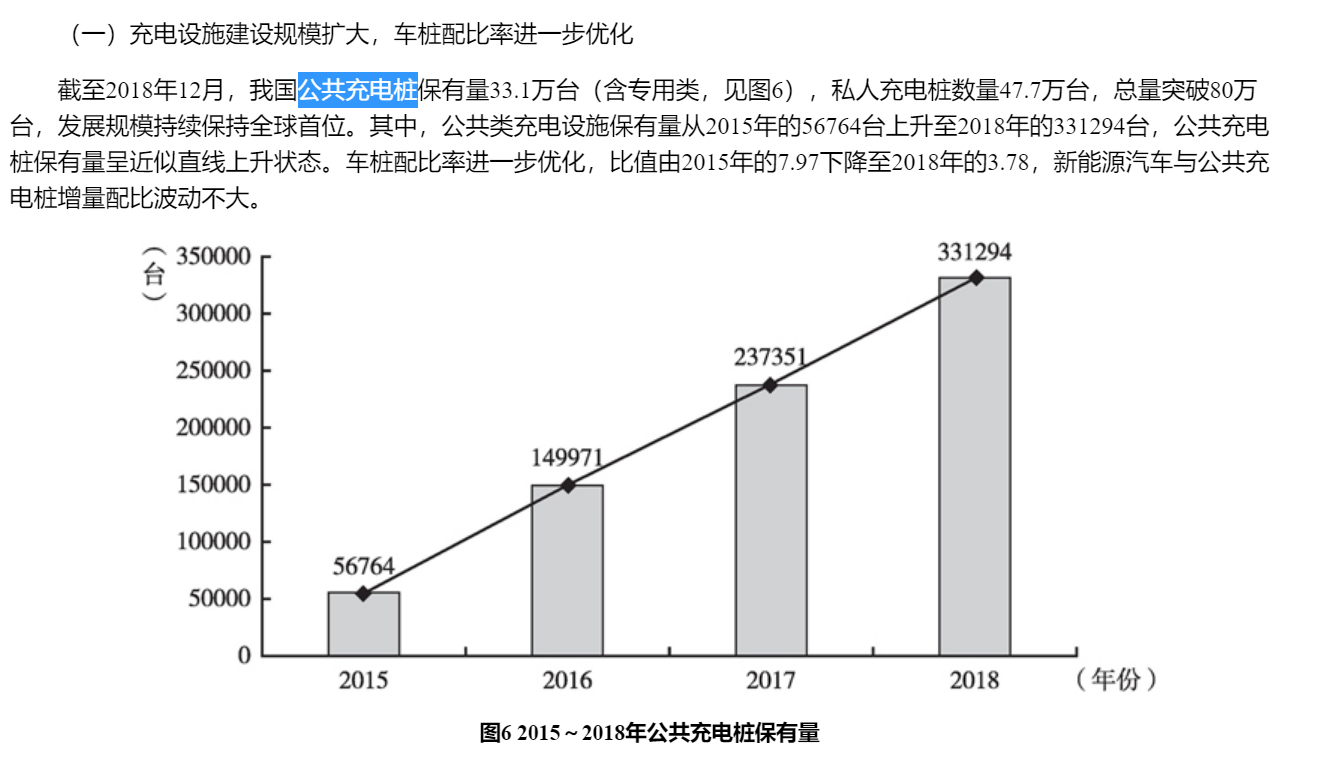 （一）充电设施建设规模扩大，车桩配比率进一步优化
截至2018年12月，我国公共充电桩保有量33.1万台（含专用类，见图6），私人充电桩数量47.7万台，总量突破80万
台，发展规模持续保持全球首位。其中，公共类充电设施保有量从2015年的56764台上升至2018年的331294台，公共充电
桩保有量呈近似直线上升状态。车桩配比率进一步优化，比值由2015年的7.97下降至2018年的3.78，新能源汽车与公共充
电桩增量配比波动不大。
（台）
350000
300000
250000
200000
150000
100000
50000
0
56764
149971
237351
331294
2015
2016
2017
2018
（年份）
图6 2015～2018年公共充电桩保有量